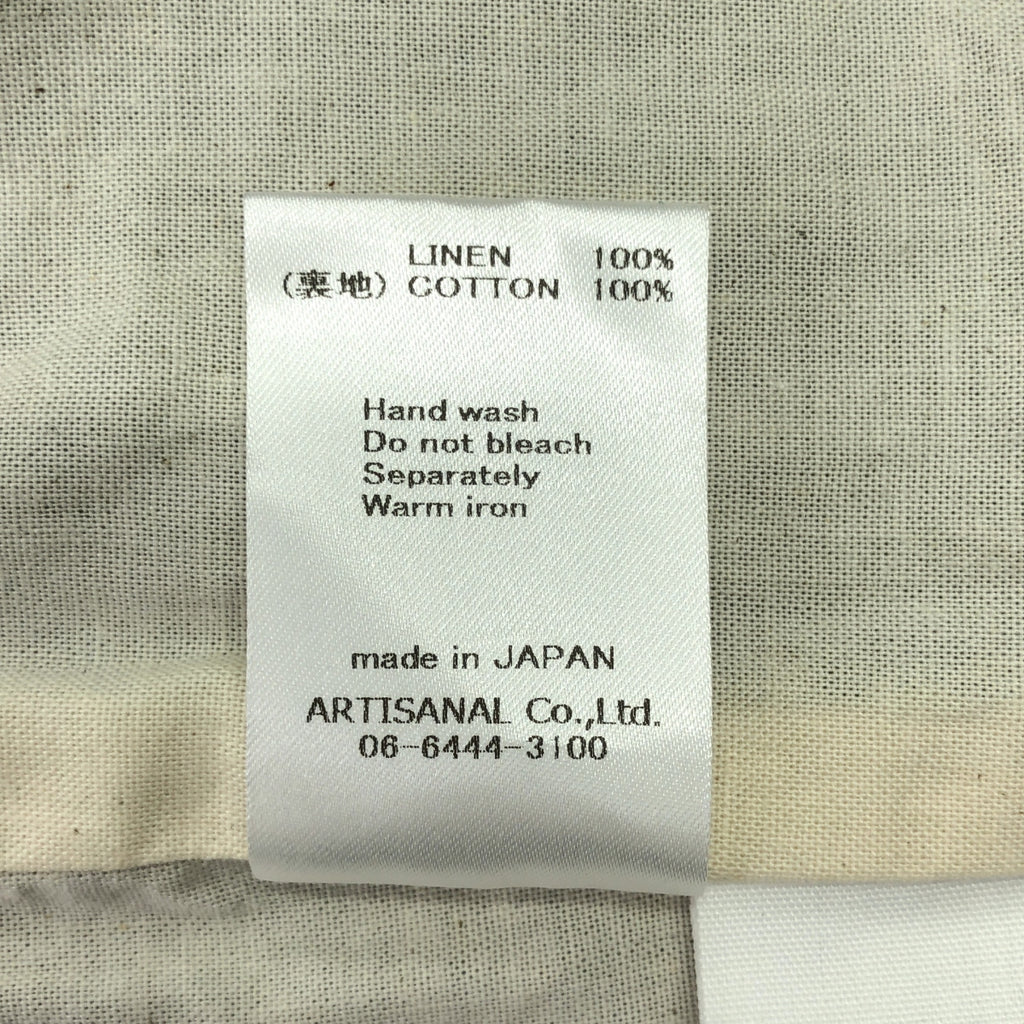 LINEN 100%
(裏地) COTTON 100%
Hand wash
Do not bleach
Separately
Warm iron
made in JAPAN
ARTISANAL Co.,Ltd.
06-6444-3100